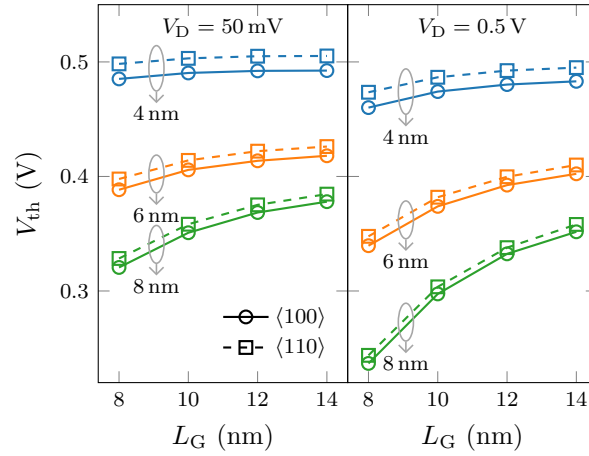 V_D = 50 mV
V_D = 0.5 V
0.5
0.4
0.3
V_th (V)
4 nm
6 nm
8 nm
4 nm
6 nm
8 nm
⟨100⟩
⟨110⟩
8 10 12 14
8 10 12 14
L_G (nm)
L_G (nm)